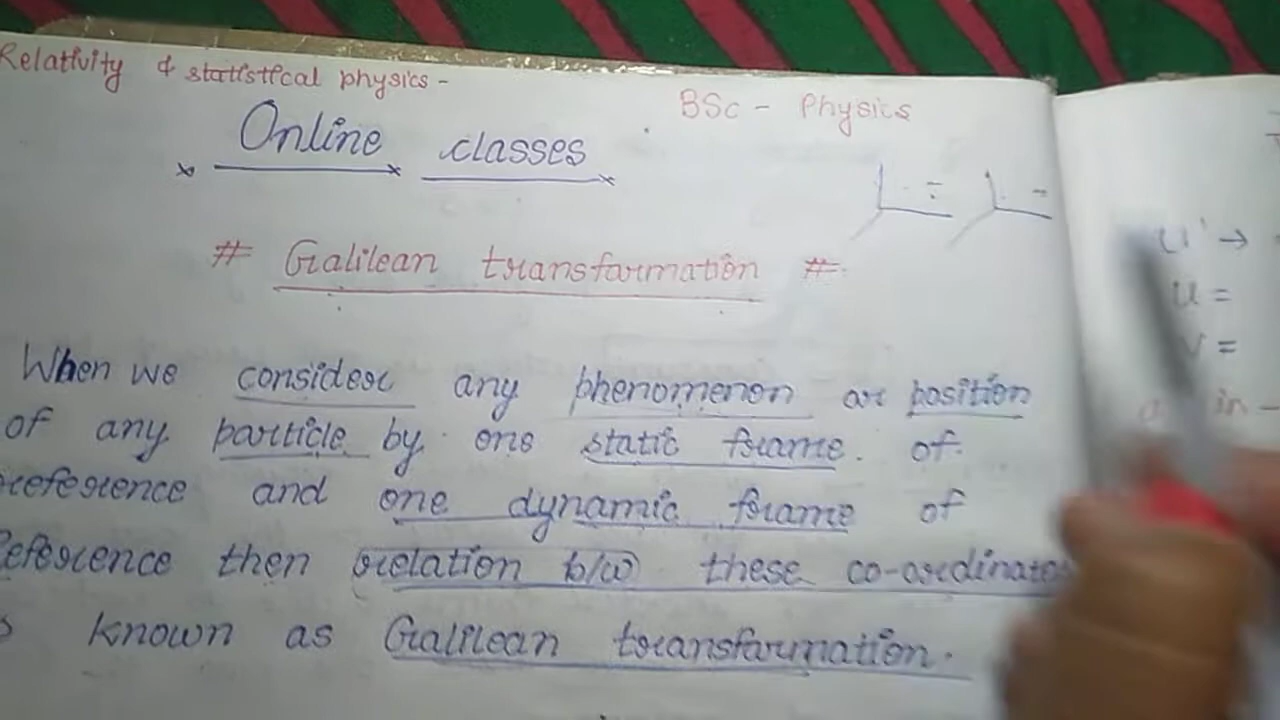 Relativity & statistical physics -
BSc - Physics
Online classes
# Galilean transformation #
When we consider any phenomenon or position
of any particle by one static frame of
reference and one dynamic frame of
Reference then relation b/w these co-ordinates
known as Galilean transformation.
U' →
U =
V =
in -